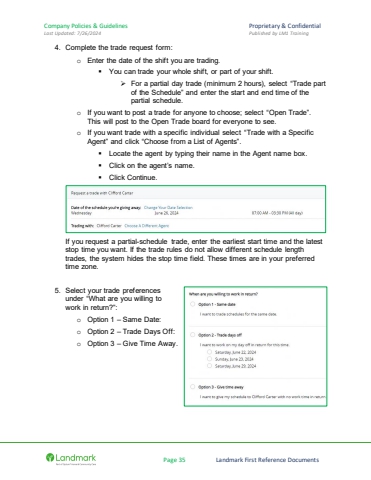 Company Policies & Guidelines Proprietary & Confidential
Last Updated: 7/26/2024 Published by LMS Training
4. Complete the trade request form:
o Enter the date of the shift you are trading.
▪ You can trade your whole shift, or part of your shift.
➢ For a partial day trade (minimum 2 hours), select “Trade part
of the Schedule” and enter the start and end time of the
partial schedule.
o If you want to post a trade for anyone to choose; select “Open Trade”.
This will post to the Open Trade board for everyone to see.
o If you want trade with a specific individual select “Trade with a Specific
Agent” and click “Choose from a List of Agents”.
▪ Locate the agent by typing their name in the Agent name box.
▪ Click on the agent’s name.
▪ Click Continue.
Request a trade with Clifford Carter
Date of the schedule you're giving away: Change Your Date Selection
Wednesday June 26, 2024 07:00 AM - 03:30 PM (All day)
Trading with: Clifford Carter Choose A Different Agent
If you request a partial-schedule trade, enter the earliest start time and the latest
stop time you want. If the trade rules do not allow different schedule length
trades, the system hides the stop time field. These times are in your preferred
time zone.
5. Select your trade preferences
under “What are you willing to
work in return?”:
o Option 1 – Same Date:
o Option 2 – Trade Days Off:
o Option 3 – Give Time Away.
What are you willing to work in return?
Option 1 - Same date
I want to trade schedules for the same date.
Option 2 - Trade days off
I want to work on my day off in return for this time.
Saturday, June 22, 2024
Sunday, June 23, 2024
Saturday, June 29, 2024
Option 3 - Give time away
I want to give my schedule to Clifford Carter with no work time in return
Landmark
Page 35 Landmark First Reference Documents